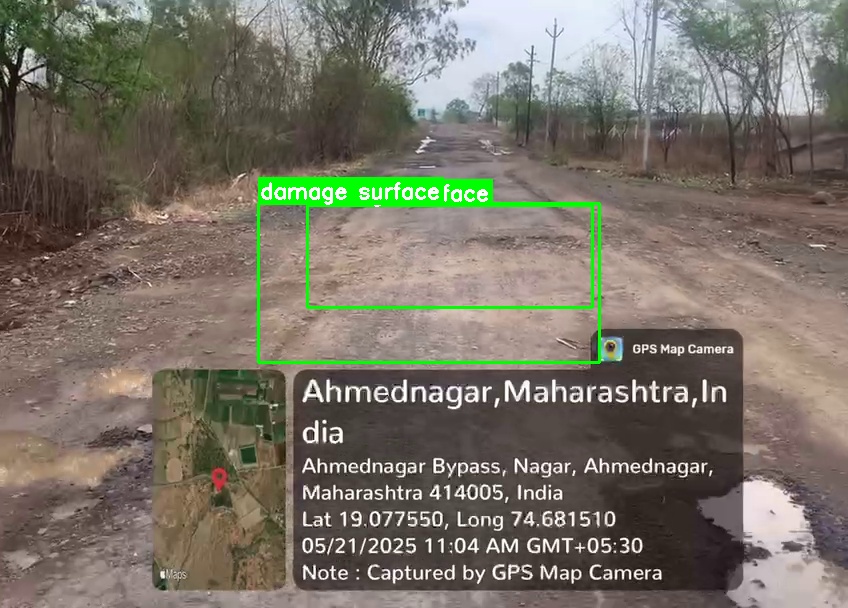 damage surfaceface
GPS Map Camera
Ahmednagar,Maharashtra,In
dia
Ahmednagar Bypass, Nagar, Ahmednagar,
Maharashtra 414005, India
Lat 19.077550, Long 74.681510
05/21/2025 11:04 AM GMT+05:30
Note : Captured by GPS Map Camera
Maps